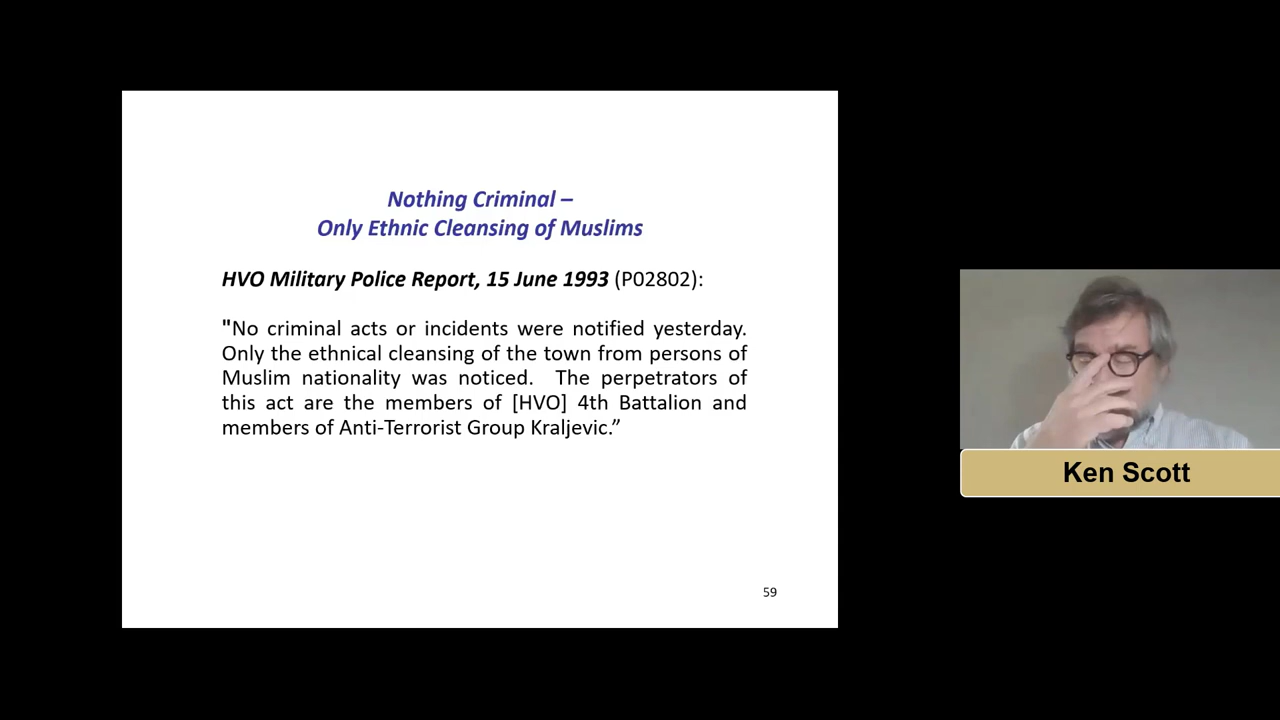 Nothing Criminal –
Only Ethnic Cleansing of Muslims
HVO Military Police Report, 15 June 1993 (P02802):
"No criminal acts or incidents were notified yesterday.
Only the ethnical cleansing of the town from persons of
Muslim nationality was noticed.  The perpetrators of
this act are the members of [HVO] 4th Battalion and
members of Anti-Terrorist Group Kraljevic.”
59
Ken Scott